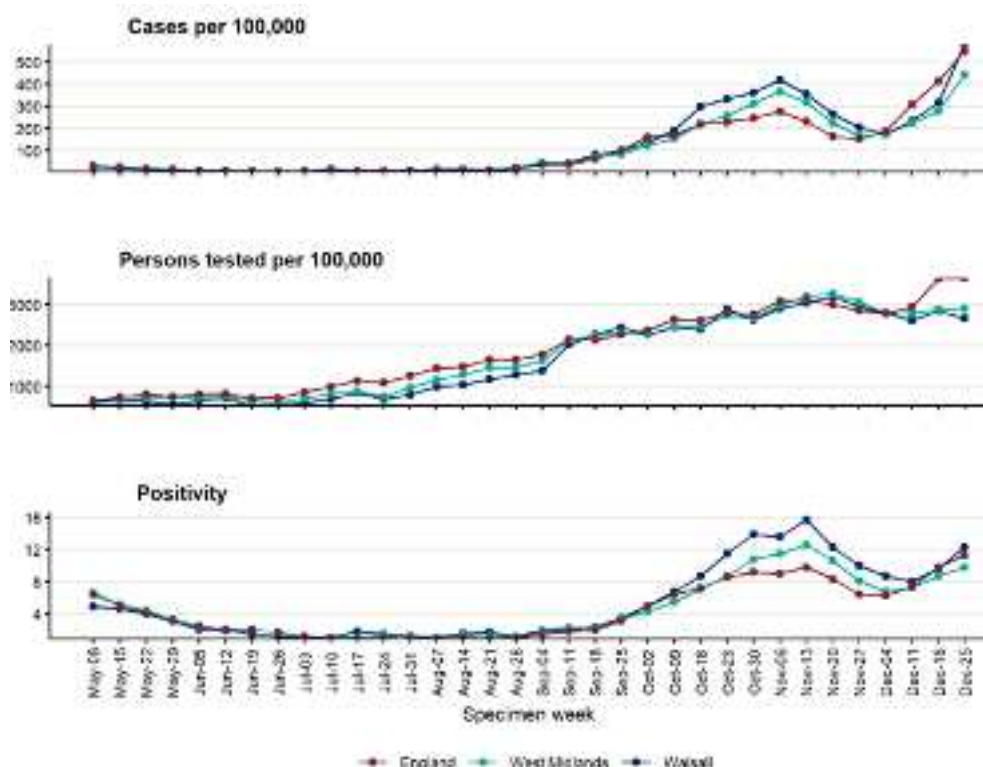 Cases per 100,000
500
400
300
200
100
Persons tested per 100,000
3000
2000
1000
Positivity
16
12
8
4
May-08 May-15 May-22 May-29 Jun-05 Jun-12 Jun-19 Jun-26 Jul-03 Jul-10 Jul-17 Jul-24 Jul-31 Aug-07 Aug-14 Aug-21 Aug-28 Sep-04 Sep-11 Sep-18 Sep-25 Oct-02 Oct-09 Oct-16 Oct-23 Oct-30 Nov-06 Nov-13 Nov-20 Nov-27 Dec-04 Dec-11 Dec-18 Dec-25
Specimen week
England West Midlands Walsall